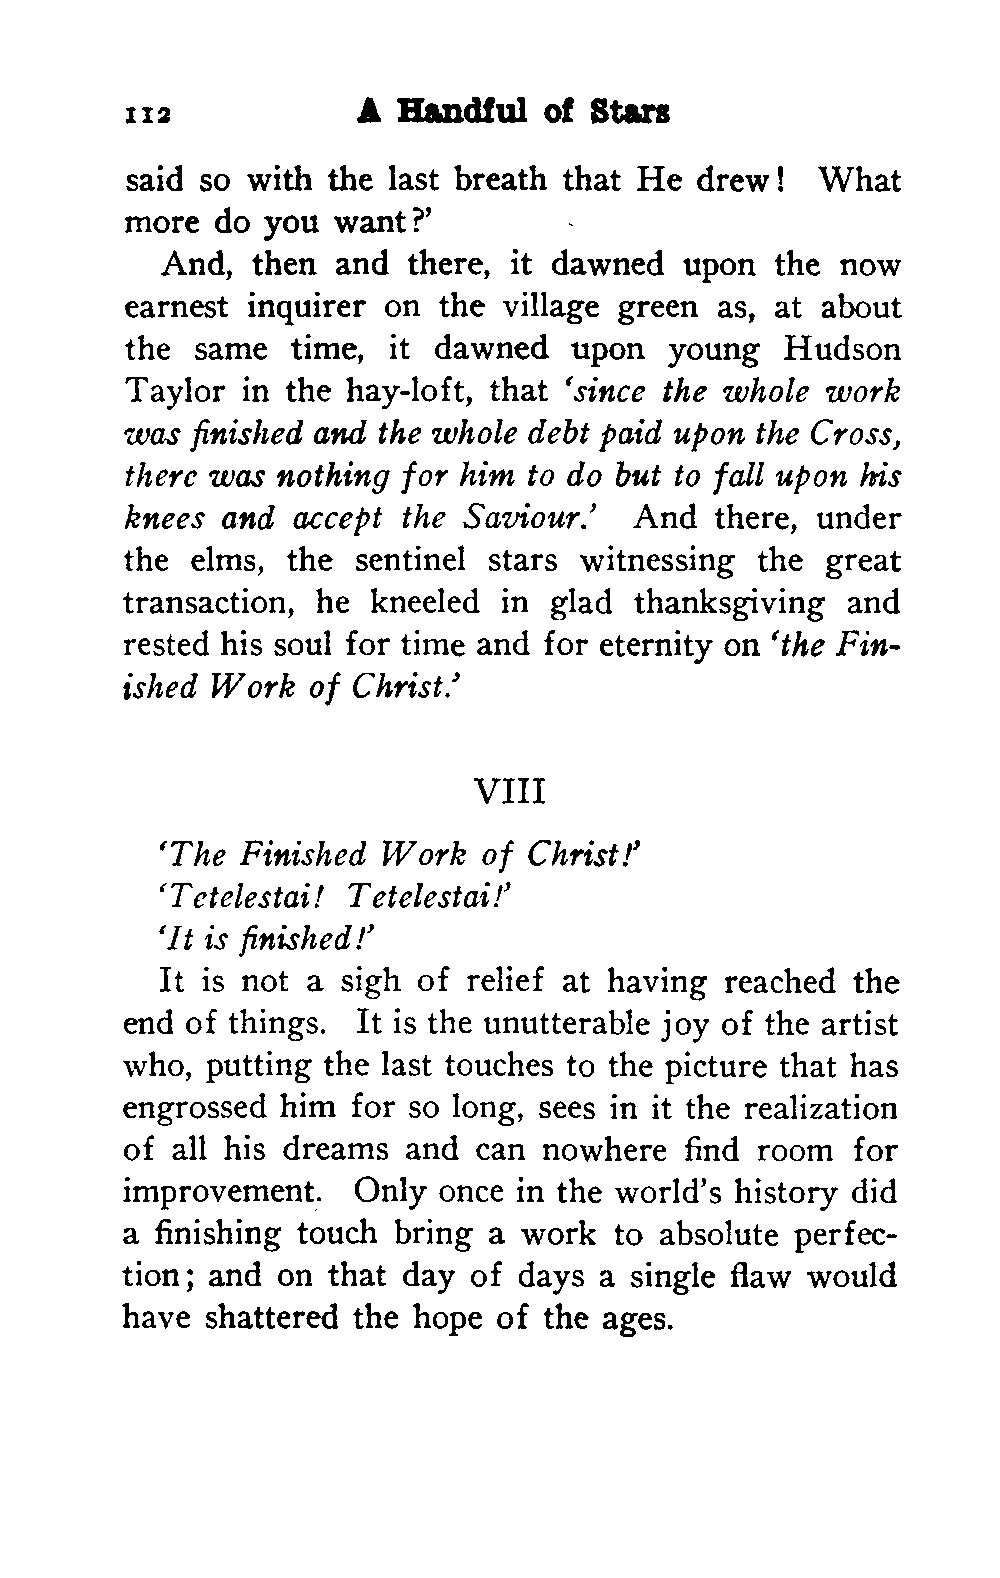 112 A Handful of Stars
said so with the last breath that He drew! What
more do you want?’
And, then and there, it dawned upon the now
earnest inquirer on the village green as, at about
the same time, it dawned upon young Hudson
Taylor in the hay-loft, that ‘since the whole work
was finished and the whole debt paid upon the Cross,
there was nothing for him to do but to fall upon his
knees and accept the Saviour.’ And there, under
the elms, the sentinel stars witnessing the great
transaction, he kneeled in glad thanksgiving and
rested his soul for time and for eternity on ‘the Fin-
ished Work of Christ.’
VIII
‘The Finished Work of Christ!’
‘Tetelestai! Tetelestai!’
‘It is finished!’
It is not a sigh of relief at having reached the
end of things. It is the unutterable joy of the artist
who, putting the last touches to the picture that has
engrossed him for so long, sees in it the realization
of all his dreams and can nowhere find room for
improvement. Only once in the world’s history did
a finishing touch bring a work to absolute perfec-
tion; and on that day of days a single flaw would
have shattered the hope of the ages.